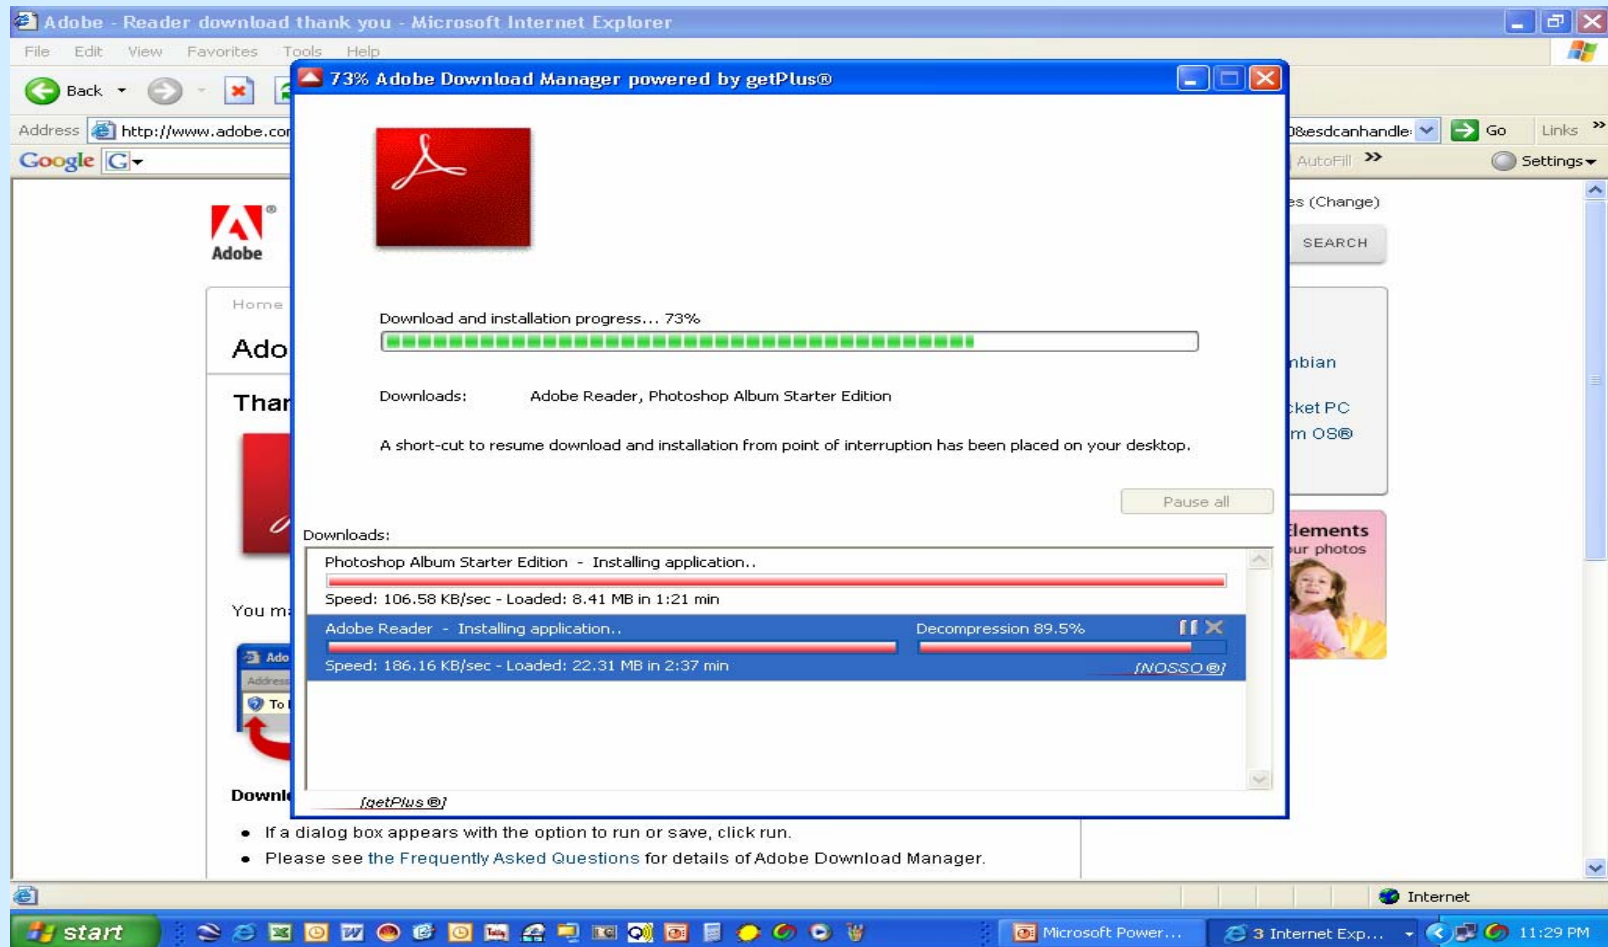 Adobe - Reader download thank you - Microsoft Internet Explorer
File Edit View Favorites Tools Help
73% Adobe Download Manager powered by getPlus®
Back
Address http://www.adobe.com
0&esdcanhandle Go Links »
Google G
AutoFill » Settings
es (Change)
Adobe
SEARCH
Home
Download and installation progress... 73%
Ado
mbian
Downloads: Adobe Reader, Photoshop Album Starter Edition
Than
cket PC
m OS®
A short-cut to resume download and installation from point of interruption has been placed on your desktop.
Pause all
Downloads:
Elements
ur photos
Photoshop Album Starter Edition - Installing application..
Speed: 106.58 KB/sec - Loaded: 8.41 MB in 1:21 min
You ma
Adobe Reader - Installing application.. Decompression 89.5%
Speed: 186.16 KB/sec - Loaded: 22.31 MB in 2:37 min [NOSSO®]
Ado
Address
To
Downlo
[getPlus®]
• If a dialog box appears with the option to run or save, click run.
• Please see the Frequently Asked Questions for details of Adobe Download Manager.
Internet
start Microsoft Power... 3 Internet Exp... 11:29 PM